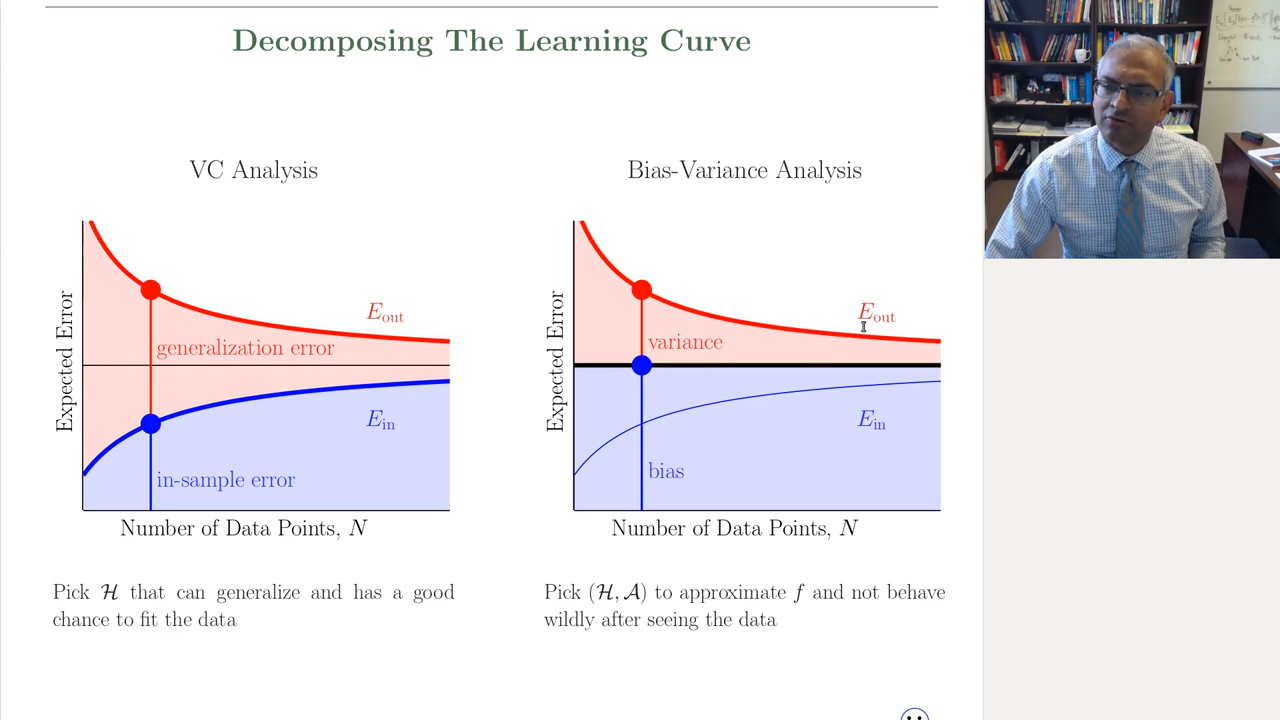 Decomposing The Learning Curve
VC Analysis
Expected Error
E_out
generalization error
E_in
in-sample error
Number of Data Points, N
Pick ℋ that can generalize and has a good
chance to fit the data
Bias-Variance Analysis
Expected Error
E_out
variance
E_in
bias
Number of Data Points, N
Pick (ℋ, 𝒜) to approximate f and not behave
wildly after seeing the data